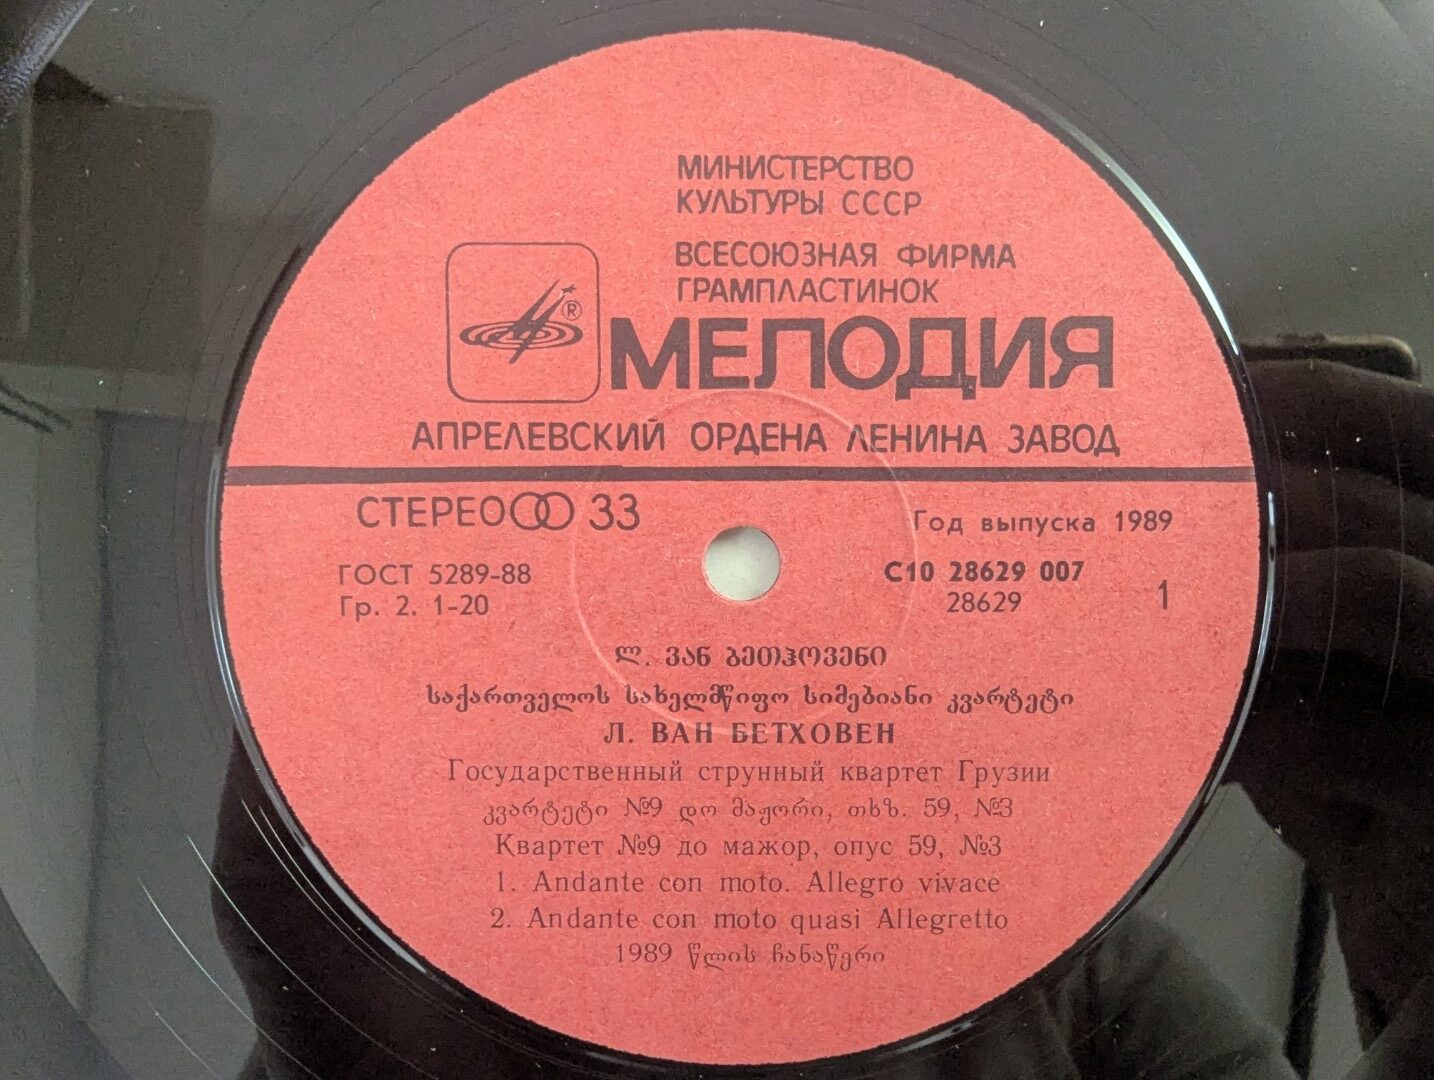 МИНИСТЕРСТВО
КУЛЬТУРЫ СССР
ВСЕСОЮЗНАЯ ФИРМА
ГРАМПЛАСТИНОК
®
МЕЛОДИЯ
АПРЕЛЕВСКИЙ ОРДЕНА ЛЕНИНА ЗАВОД
СТЕРЕО 33
Год выпуска 1989
ГОСТ 5289-88
С10 28629 007
Гр. 2. 1-20
28629
1
ლ. ვან ბეთჰოვენი
საქართველოს სახელმწიფო სიმებიანი კვარტეტი
Л. ВАН БЕТХОВЕН
Государственный струнный квартет Грузии
კვარტეტი №9 დო მაჟორი, თხზ. 59, №3
Квартет №9 до мажор, опус 59, №3
1. Andante con moto. Allegro vivace
2. Andante con moto quasi Allegretto
1989 წლის ჩანაწერი